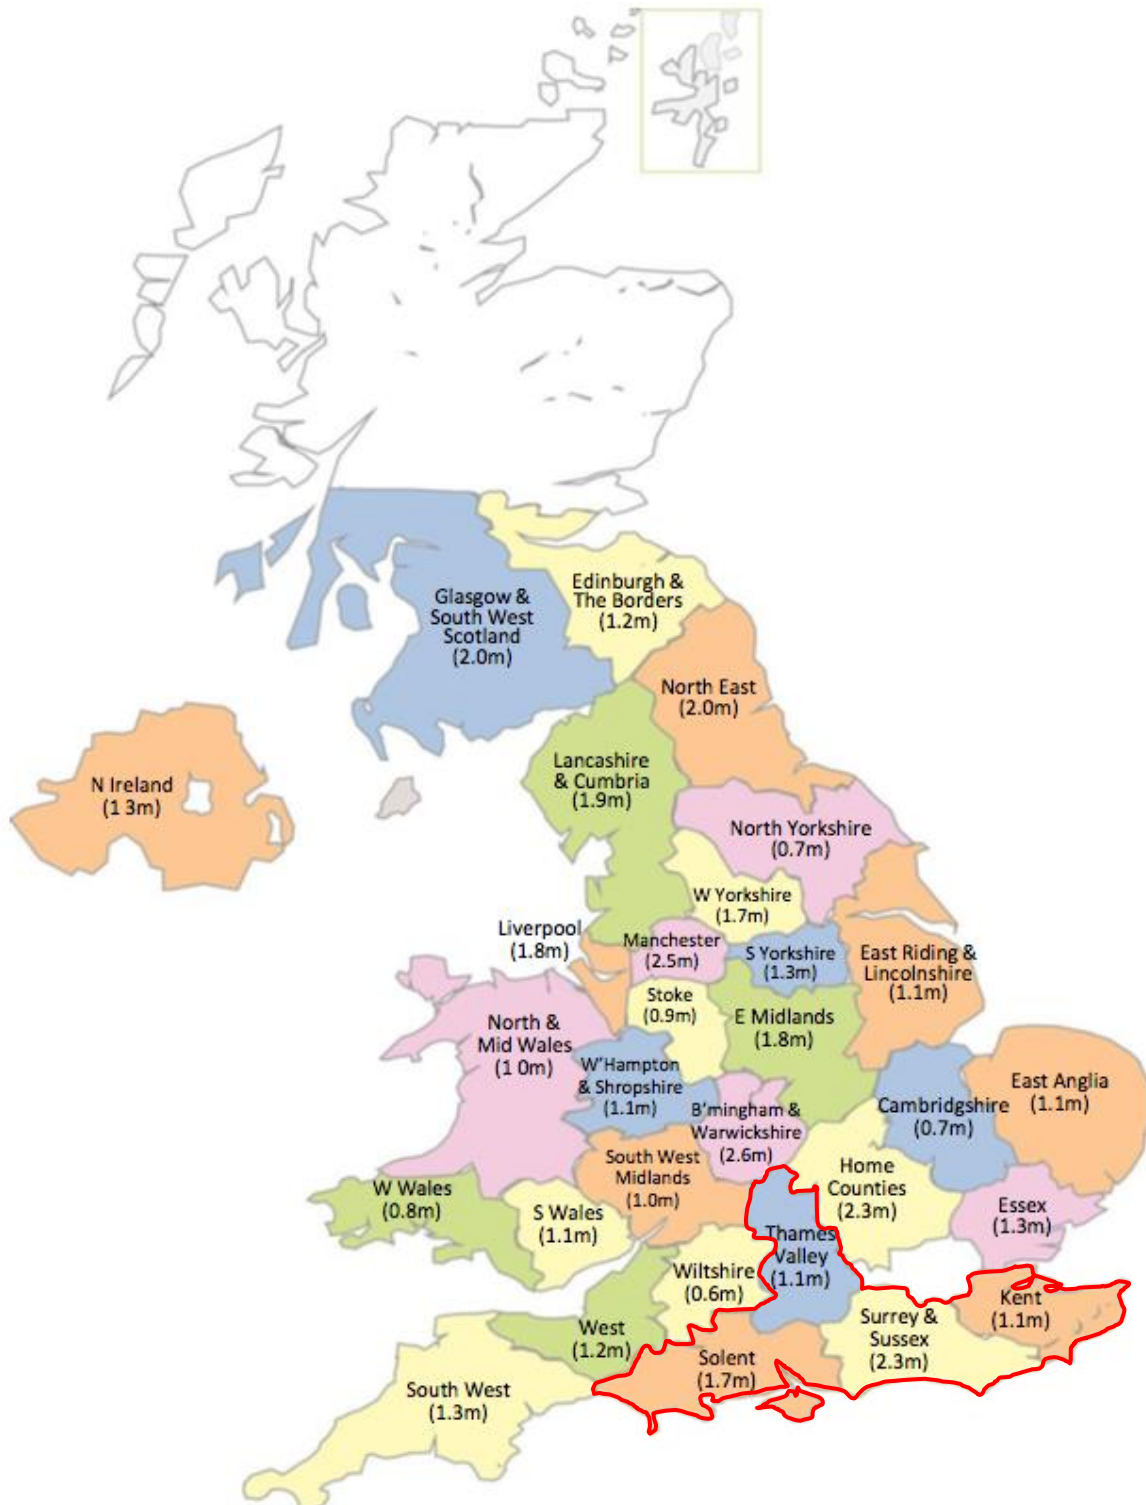 Glasgow &
South West
Scotland
(2.0m)
Edinburgh &
The Borders
(1.2m)
North East
(2.0m)
N Ireland
(1 3m)
Lancashire
& Cumbria
(1.9m)
North Yorkshire
(0.7m)
W Yorkshire
(1.7m)
Liverpool
(1.8m)
Manchester
(2.5m)
S Yorkshire
(1.3m)
East Riding &
Lincolnshire
(1.1m)
Stoke
(0.9m)
E Midlands
(1.8m)
North &
Mid Wales
(1 0m)
W'Hampton
& Shropshire
(1.1m)
B'mingham &
Warwickshire
(2.6m)
Cambridgshire
(0.7m)
East Anglia
(1.1m)
South West
Midlands
(1.0m)
Home
Counties
(2.3m)
W Wales
(0.8m)
S Wales
(1.1m)
Essex
(1.3m)
Thames
Valley
(1.1m)
Wiltshire
(0.6m)
Kent
(1.1m)
West
(1.2m)
Surrey &
Sussex
(2.3m)
Solent
(1.7m)
South West
(1.3m)